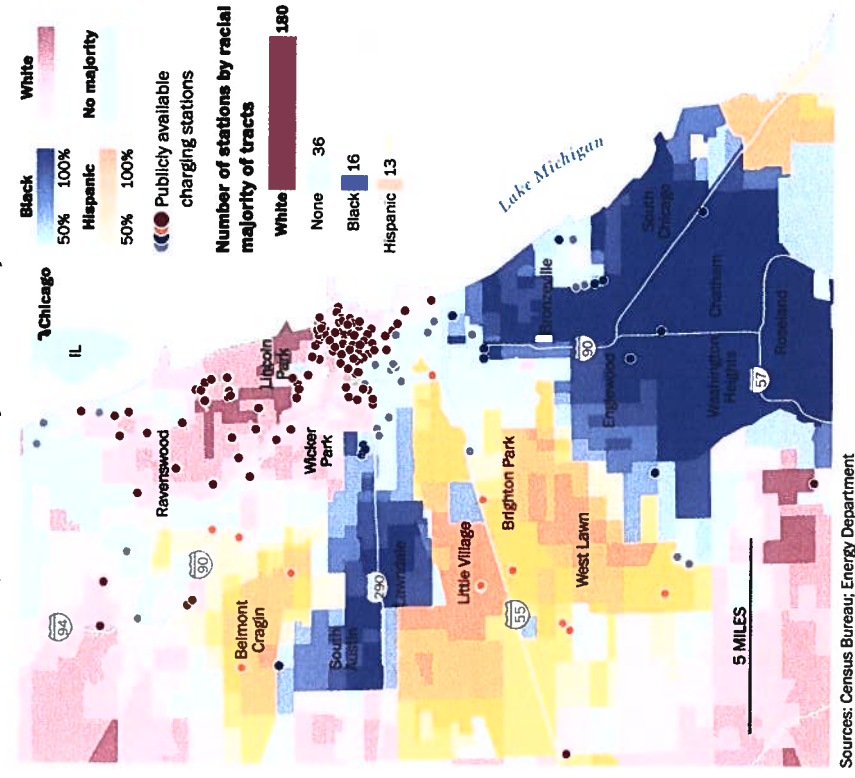 Black
50% 100%
White
Hispanic
50% 100%
No majority
Publicly available
charging stations
Number of stations by racial
majority of tracts
White 180
None 36
Black 16
Hispanic 13
Chicago
IL
Lake Michigan
94
90
Ravenswood
Lincoln
Park
Wicker
Park
Belmont
Cragin
South
Austin
290
Lawndale
Little Village
55
Brighton Park
West Lawn
Bronzeville
90
Englewood
South
Chicago
Chatham
Washington
Heights
57
Roseland
5 MILES
Sources: Census Bureau; Energy Department